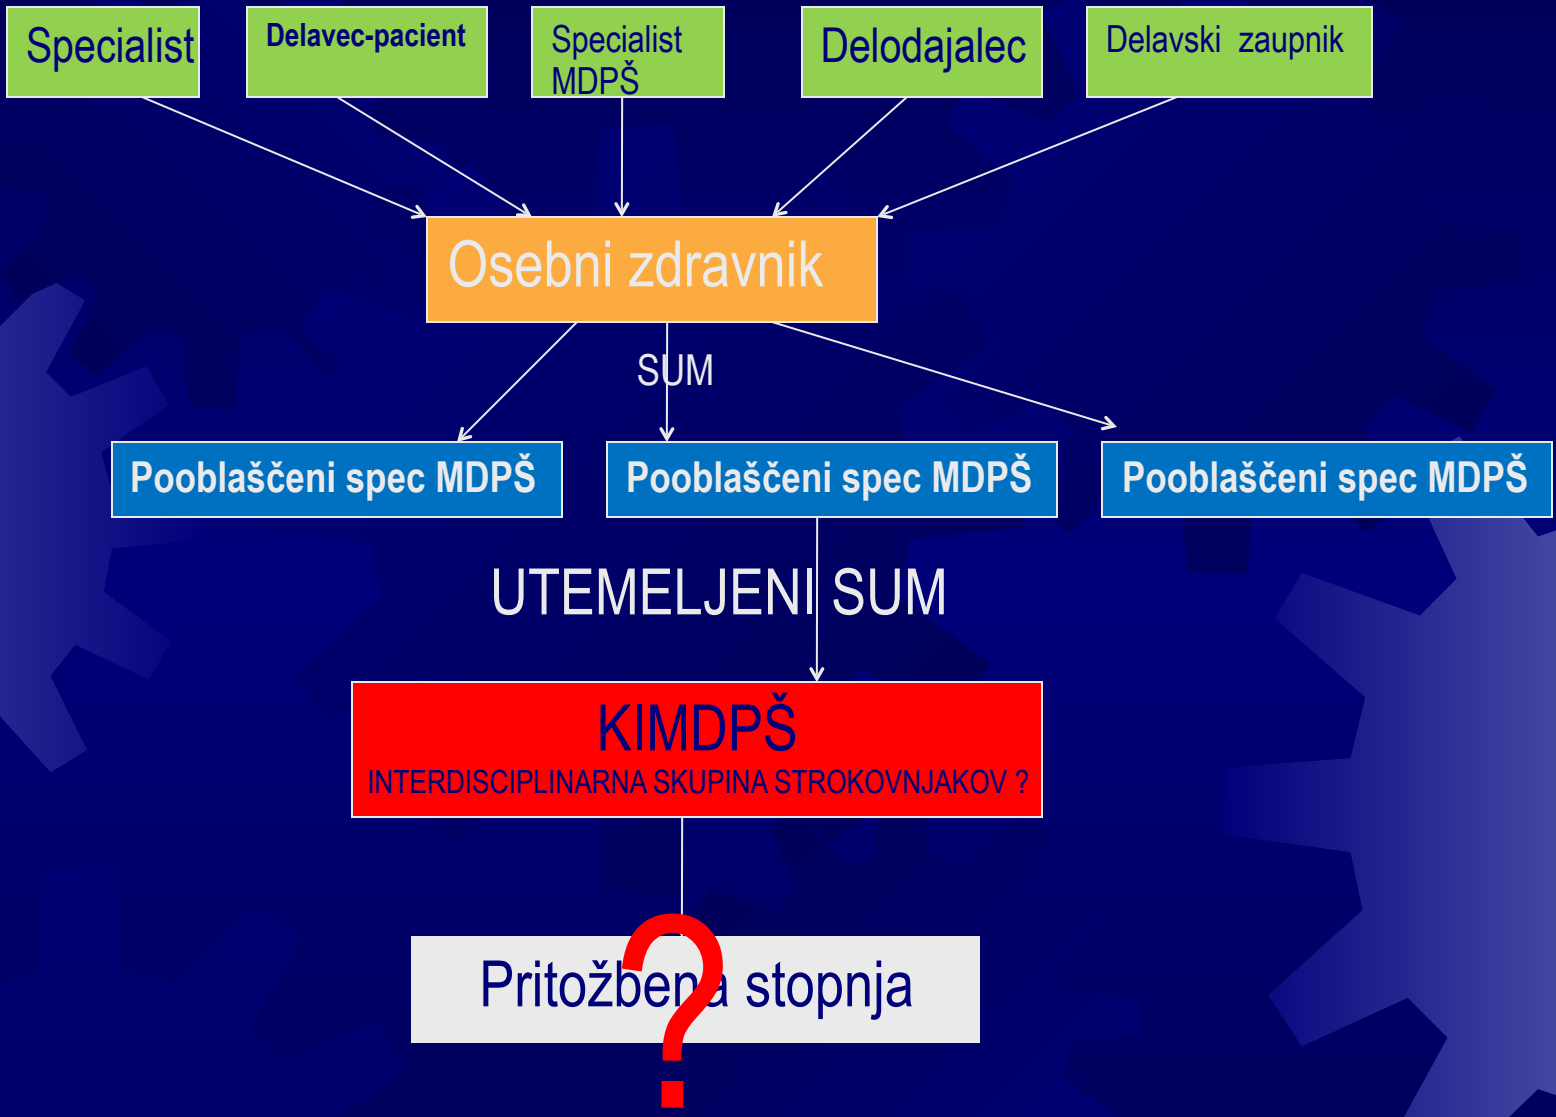 Specialist
Delavec-pacient
Specialist
MDPŠ
Delodajalec
Delavski zaupnik
Osebni zdravnik
SUM
Pooblaščeni spec MDPŠ
Pooblaščeni spec MDPŠ
Pooblaščeni spec MDPŠ
UTEMELJENI SUM
KIMDPŠ
INTERDISCIPLINARNA SKUPINA STROKOVNJAKOV ?
Pritožbena stopnja
?